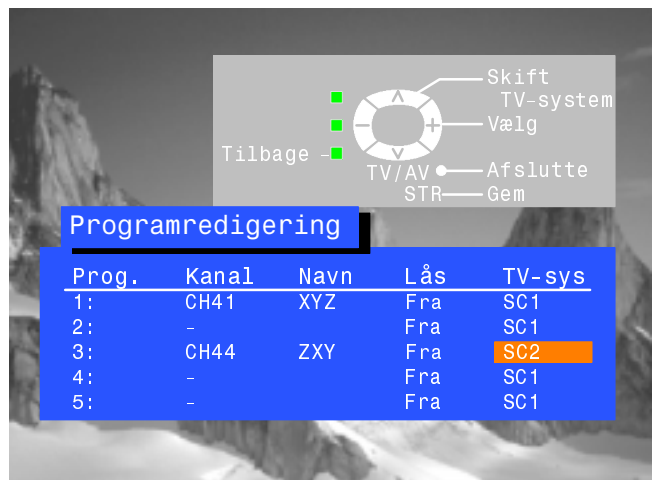 Skift
TV-system
Vælg
Tilbage
TV/AV Afslutte
STR Gem
Programredigering
Prog. Kanal Navn Lås TV-sys
1: CH41 XYZ Fra SC1
2: - Fra SC1
3: CH44 ZXY Fra SC2
4: - Fra SC1
5: - Fra SC1